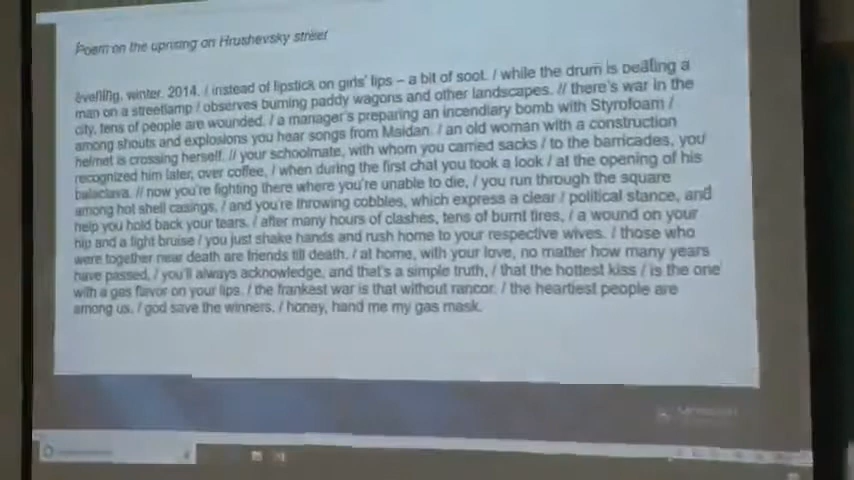 Poem on the uprising on Hrushevsky street
evening, winter. 2014. / instead of lipstick on girls' lips – a bit of soot. / while the drum is beating a
man on a streetlamp / observes burning paddy wagons and other landscapes. // there's war in the
city, tens of people are wounded. / a manager's preparing an incendiary bomb with Styrofoam /
among shouts and explosions you hear songs from Maidan. / an old woman with a construction
helmet is crossing herself. // your schoolmate, with whom you carried sacks / to the barricades, you
recognized him later, over coffee, / when during the first chat you took a look / at the opening of his
balaclava. // now you're fighting there where you're unable to die, / you run through the square
among hot shell casings, / and you're throwing cobbles, which express a clear / political stance, and
help you hold back your tears. / after many hours of clashes, tens of burnt tires, / a wound on your
hip and a light bruise / you just shake hands and rush home to your respective wives. / those who
were together near death are friends till death. / at home, with your love, no matter how many years
have passed, / you'll always acknowledge, and that's a simple truth, / that the hottest kiss / is the one
with a gas flavor on your lips. / the frankest war is that without rancor. / the heartiest people are
among us. / god save the winners. / honey, hand me my gas mask.